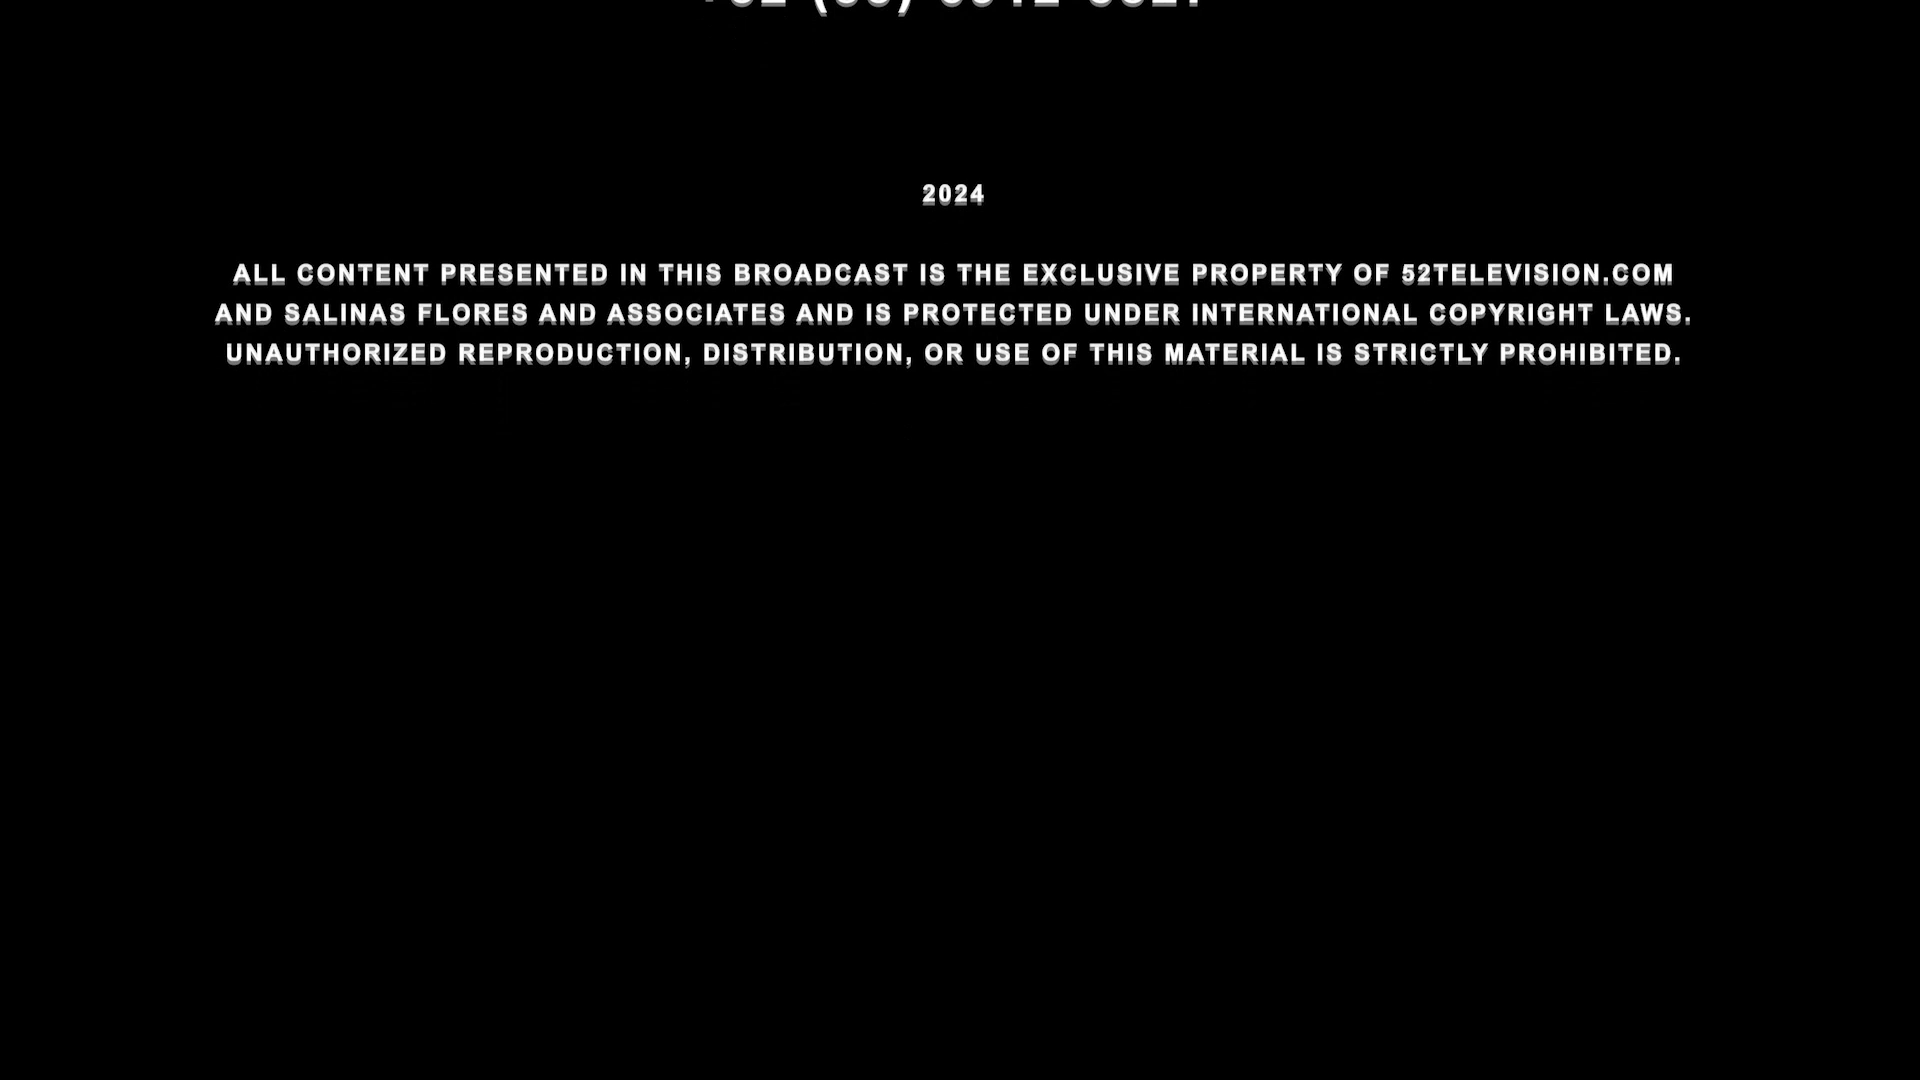 2024
ALL CONTENT PRESENTED IN THIS BROADCAST IS THE EXCLUSIVE PROPERTY OF 52TELEVISION.COM
AND SALINAS FLORES AND ASSOCIATES AND IS PROTECTED UNDER INTERNATIONAL COPYRIGHT LAWS.
UNAUTHORIZED REPRODUCTION, DISTRIBUTION, OR USE OF THIS MATERIAL IS STRICTLY PROHIBITED.